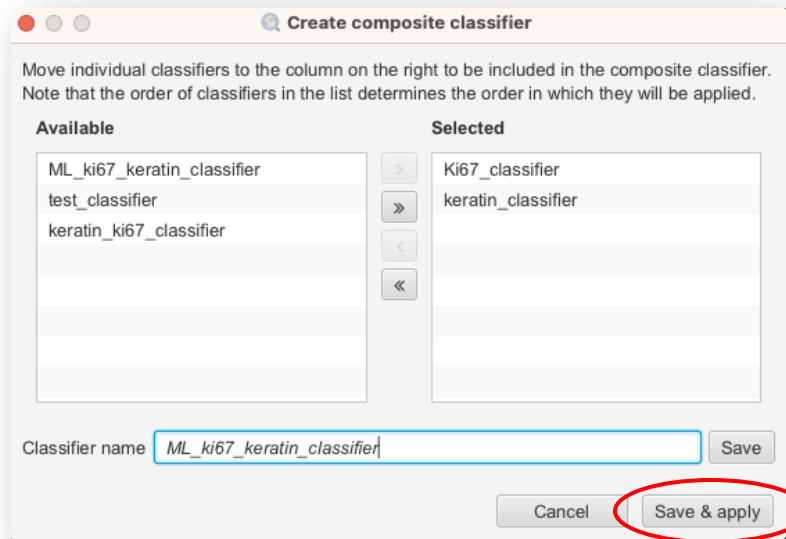 Create composite classifier
Move individual classifiers to the column on the right to be included in the composite classifier.
Note that the order of classifiers in the list determines the order in which they will be applied.
Available
Selected
ML_ki67_keratin_classifier
test_classifier
keratin_ki67_classifier
>
»
<
«
Ki67_classifier
keratin_classifier
Classifier name
ML_ki67_keratin_classifier
Save
Cancel
Save & apply